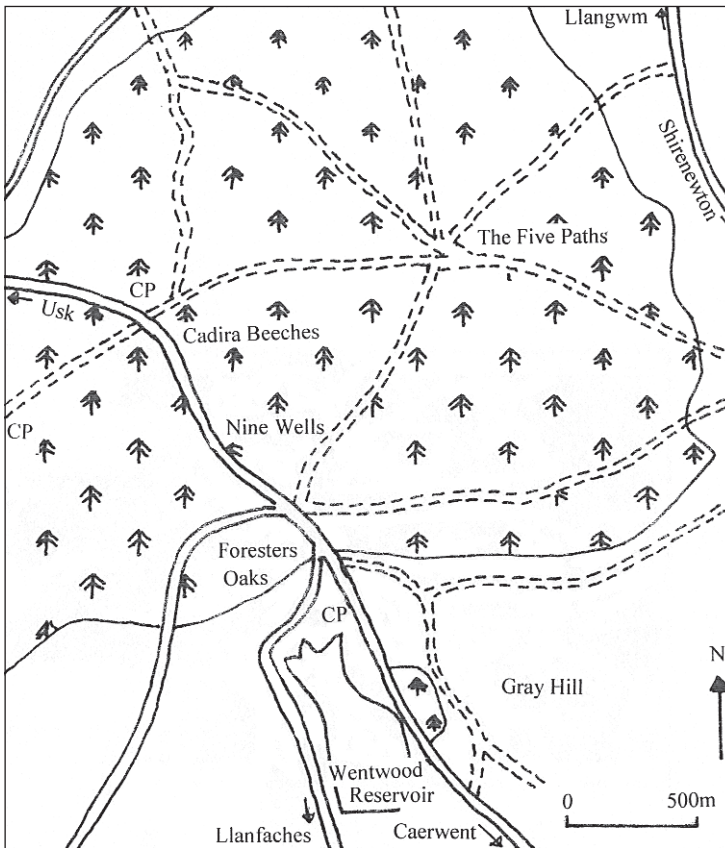 Llangwm
Shirenewton
The Five Paths
CP
Usk
Cadira Beeches
CP
Nine Wells
Foresters
Oaks
CP
N
Gray Hill
Wentwood
Reservoir
0 500m
Llanfaches
Caerwent